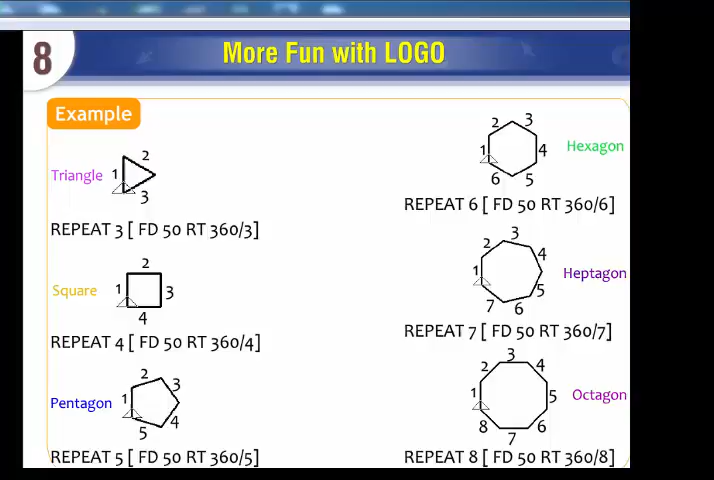 8
More Fun with LOGO
Example
Triangle
1
2
3
REPEAT 3 [ FD 50 RT 360/3]
Square
1
2
3
4
REPEAT 4 [ FD 50 RT 360/4]
Pentagon
1
2
3
4
5
REPEAT 5 [ FD 50 RT 360/5]
1
2
3
4
5
6
Hexagon
REPEAT 6 [ FD 50 RT 360/6]
1
2
3
4
5
6
7
Heptagon
REPEAT 7 [ FD 50 RT 360/7]
1
2
3
4
5
6
7
8
Octagon
REPEAT 8 [ FD 50 RT 360/8]